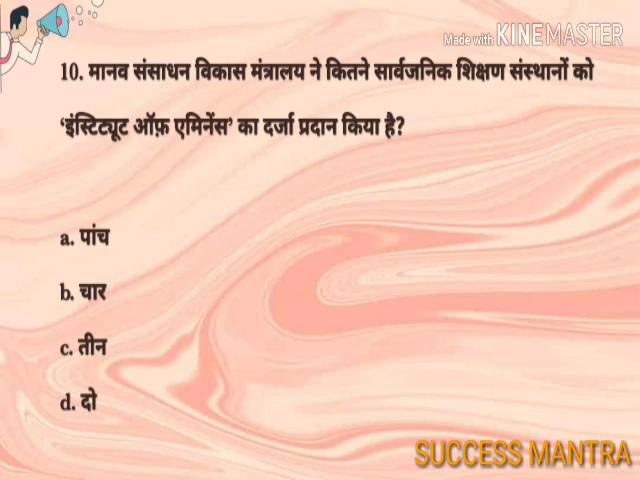 Made with KINEMASTER
10. मानव संसाधन विकास मंत्रालय ने कितने सार्वजनिक शिक्षण संस्थानों को
‘इंस्टिट्यूट ऑफ़ एमिनेंस’ का दर्जा प्रदान किया है?
a. पांच
b. चार
c. तीन
d. दो
SUCCESS MANTRA